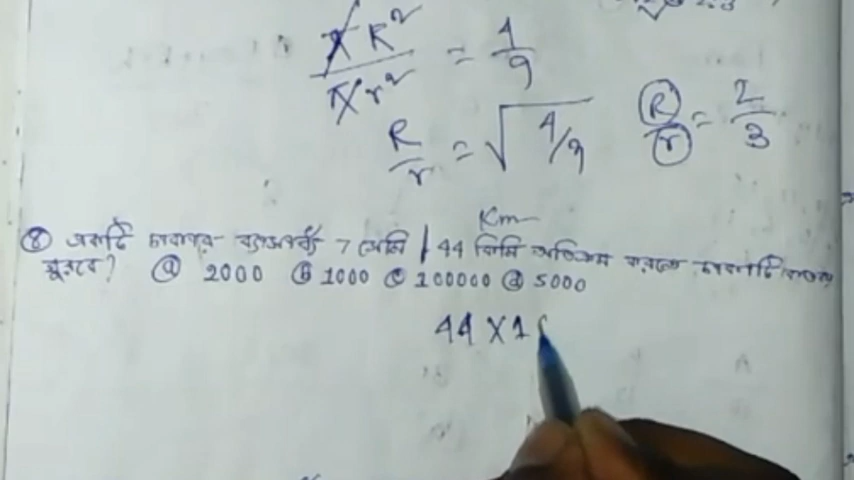 πR² / πr² = 4/9
R/r = √4/9 R/r = 2/3
Km
⑧ একটি চাকার ব্যাসার্ধ 7 সেমি | 44 কিমি অতিক্রম করতে চাকাটি কতবার
ঘুরবে? ⓐ 2000 ⓑ 1000 ⓒ 100000 ⓓ 5000
44 X 1